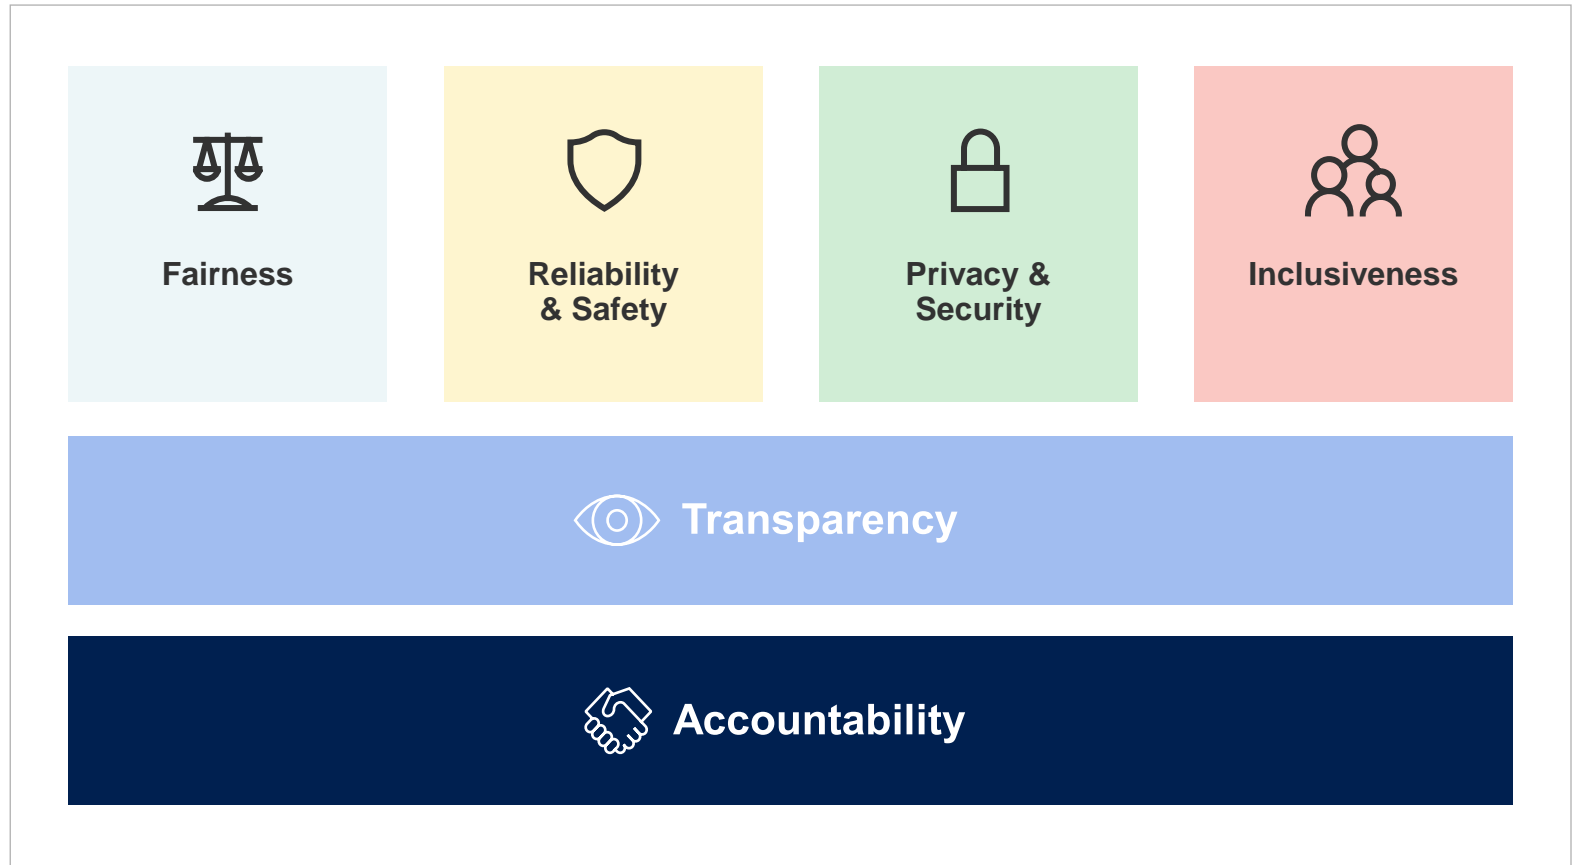 Fairness
Reliability
& Safety
Privacy &
Security
Inclusiveness
Transparency
Accountability